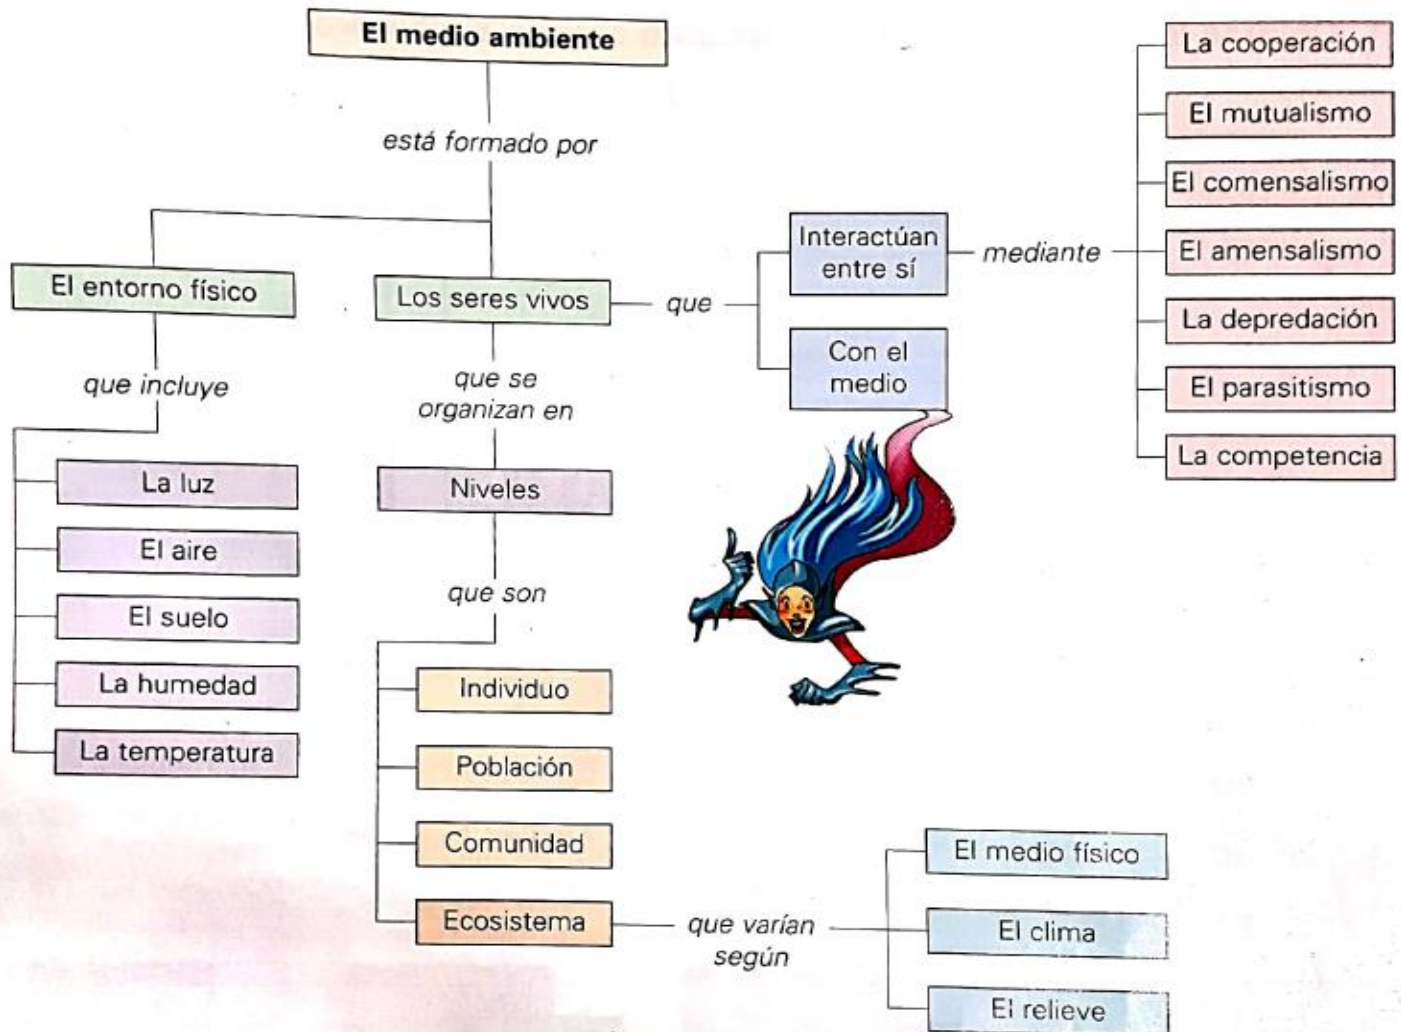 El medio ambiente
está formado por
El entorno físico
que incluye
La luz
El aire
El suelo
La humedad
La temperatura
Los seres vivos
que se
organizan en
Niveles
que son
Individuo
Población
Comunidad
Ecosistema
que varían
según
El medio físico
El clima
El relieve
que
Interactúan
entre sí
Con el
medio
mediante
La cooperación
El mutualismo
El comensalismo
El amensalismo
La depredación
El parasitismo
La competencia